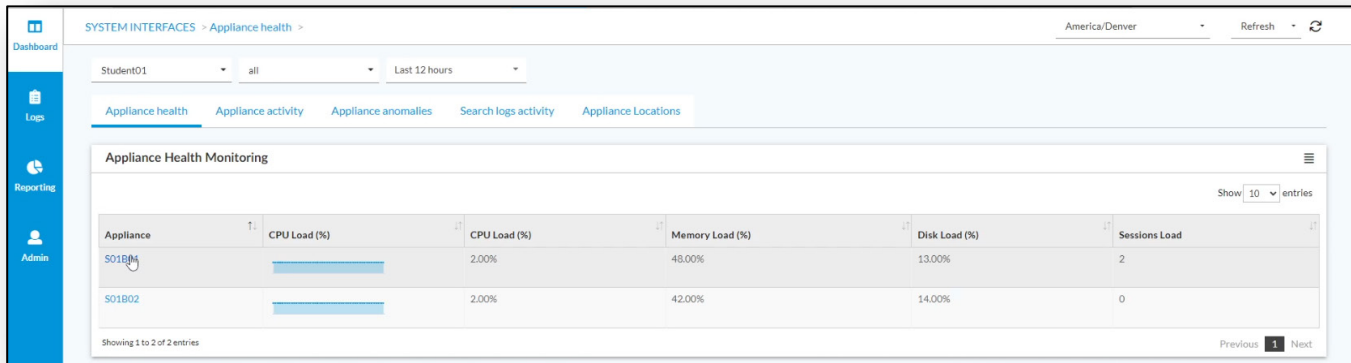 SYSTEM INTERFACES > Appliance health >
America/Denver
Refresh
Dashboard
Student01
all
Last 12 hours
Logs
Appliance health
Appliance activity
Appliance anomalies
Search logs activity
Appliance Locations
Appliance Health Monitoring
Reporting
Show 10 entries
Appliance
CPU Load (%)
CPU Load (%)
Memory Load (%)
Disk Load (%)
Sessions Load
Admin
S01B01
2.00%
48.00%
13.00%
2
S01B02
2.00%
42.00%
14.00%
0
Showing 1 to 2 of 2 entries
Previous 1 Next